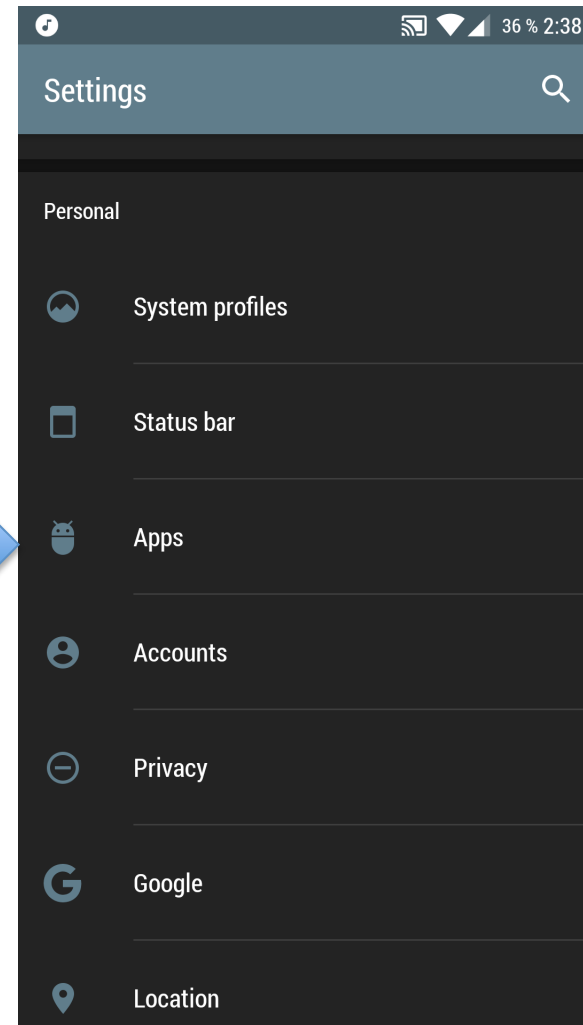 36 % 2:38
Settings
Personal
System profiles
Status bar
Apps
Accounts
Privacy
Google
Location